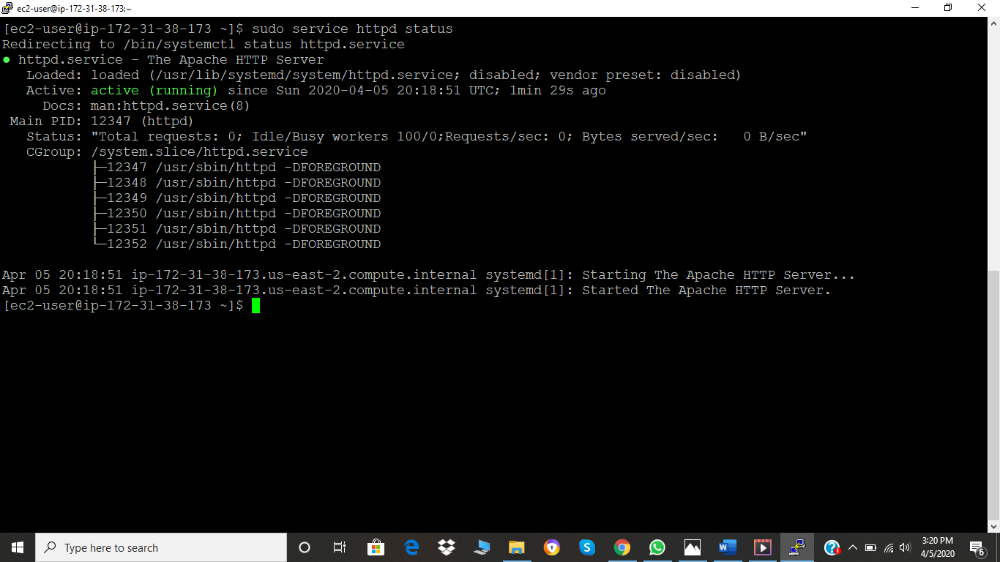 ec2-user@ip-172-31-38-173:~
[ec2-user@ip-172-31-38-173 ~]$ sudo service httpd status
Redirecting to /bin/systemctl status httpd.service
● httpd.service - The Apache HTTP Server
   Loaded: loaded (/usr/lib/systemd/system/httpd.service; disabled; vendor preset: disabled)
   Active: active (running) since Sun 2020-04-05 20:18:51 UTC; 1min 29s ago
     Docs: man:httpd.service(8)
 Main PID: 12347 (httpd)
   Status: "Total requests: 0; Idle/Busy workers 100/0;Requests/sec: 0; Bytes served/sec:   0 B/sec"
   CGroup: /system.slice/httpd.service
           ├─12347 /usr/sbin/httpd -DFOREGROUND
           ├─12348 /usr/sbin/httpd -DFOREGROUND
           ├─12349 /usr/sbin/httpd -DFOREGROUND
           ├─12350 /usr/sbin/httpd -DFOREGROUND
           ├─12351 /usr/sbin/httpd -DFOREGROUND
           └─12352 /usr/sbin/httpd -DFOREGROUND
Apr 05 20:18:51 ip-172-31-38-173.us-east-2.compute.internal systemd[1]: Starting The Apache HTTP Server...
Apr 05 20:18:51 ip-172-31-38-173.us-east-2.compute.internal systemd[1]: Started The Apache HTTP Server.
[ec2-user@ip-172-31-38-173 ~]$
Type here to search
3:20 PM
4/5/2020
6